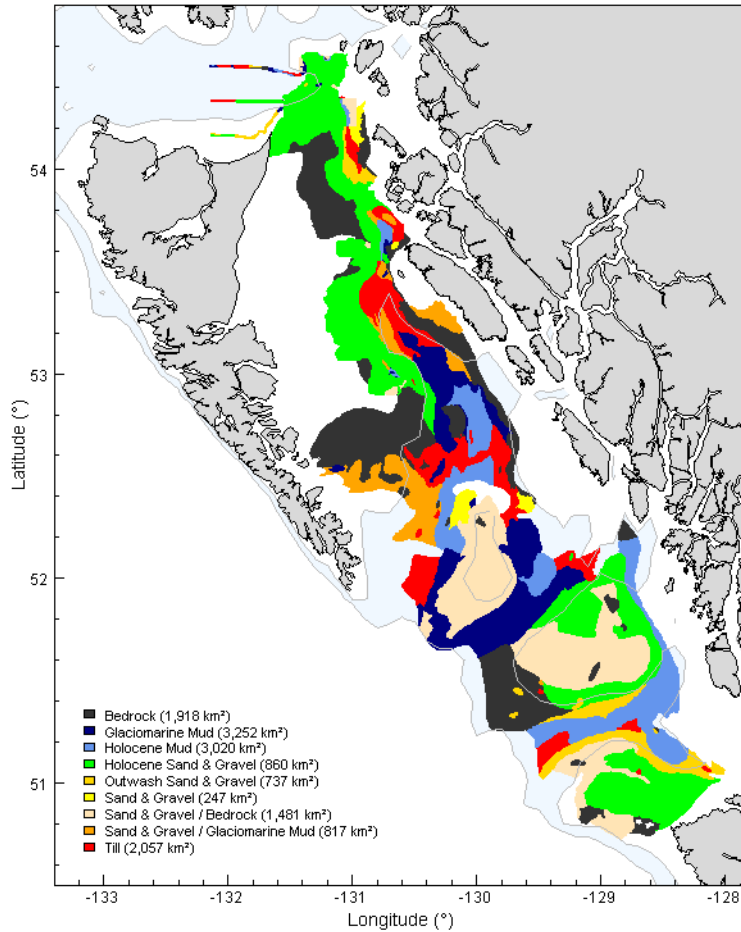 54
53
52
51
Latitude (°)
Bedrock (1,918 km²)
Glaciomarine Mud (3,252 km²)
Holocene Mud (3,020 km²)
Holocene Sand & Gravel (860 km²)
Outwash Sand & Gravel (737 km²)
Sand & Gravel (247 km²)
Sand & Gravel / Bedrock (1,481 km²)
Sand & Gravel / Glaciomarine Mud (817 km²)
Till (2,057 km²)
-133 -132 -131 -130 -129 -128
Longitude (°)